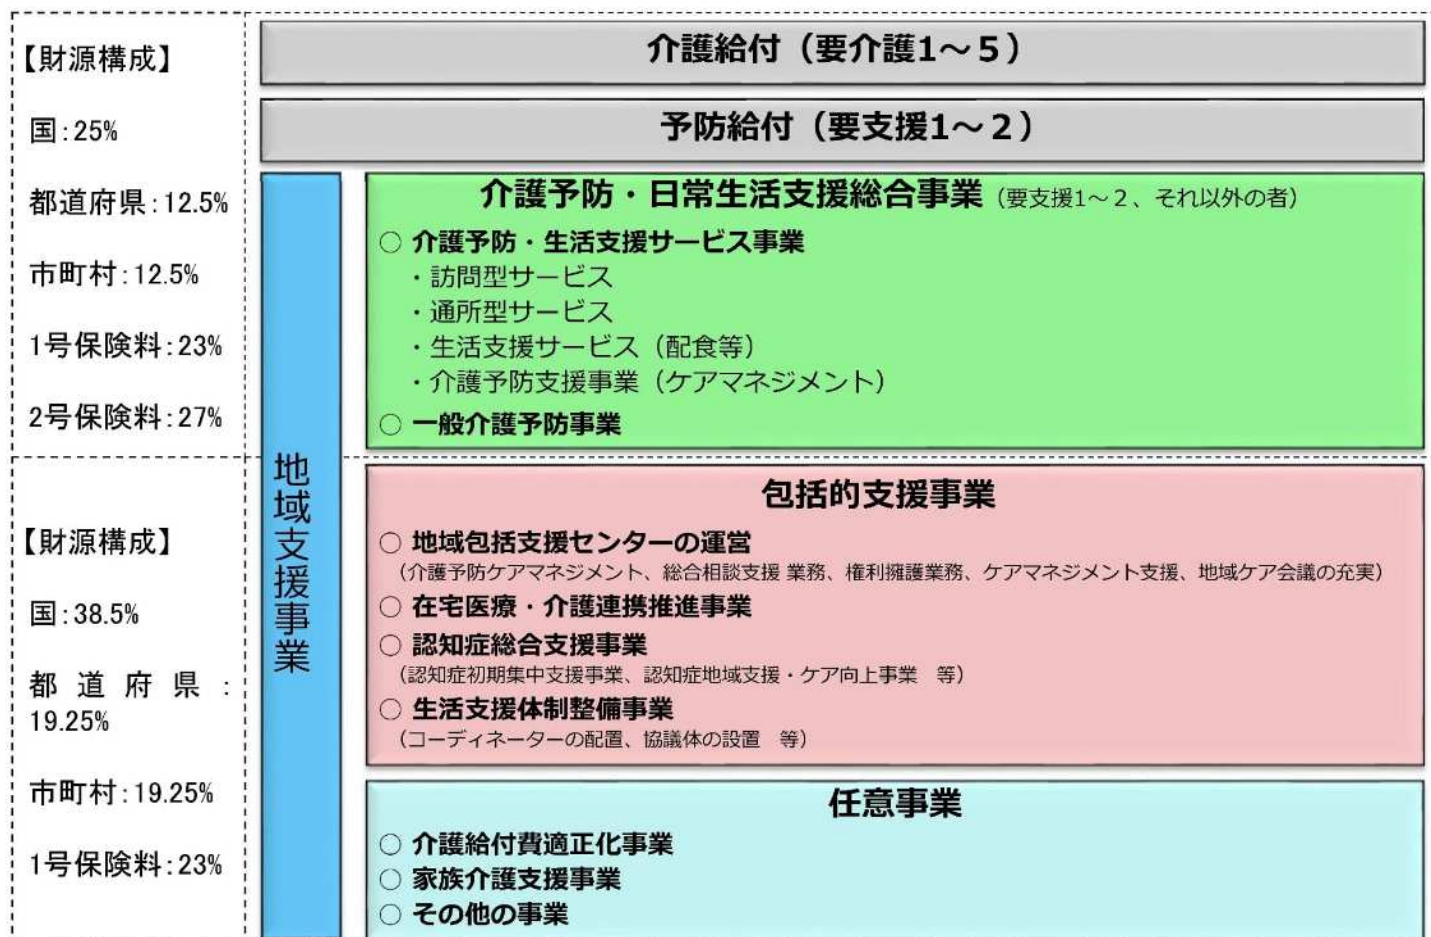 【財源構成】
国:25%
都道府県:12.5%
市町村:12.5%
1号保険料:23%
2号保険料:27%
【財源構成】
国:38.5%
都道府県:
19.25%
市町村:19.25%
1号保険料:23%
介護給付（要介護1～５）
予防給付（要支援1～２）
地域支援事業
介護予防・日常生活支援総合事業（要支援1～２、それ以外の者）
○ 介護予防・生活支援サービス事業
・訪問型サービス
・通所型サービス
・生活支援サービス（配食等）
・介護予防支援事業（ケアマネジメント）
○ 一般介護予防事業
包括的支援事業
○ 地域包括支援センターの運営
（介護予防ケアマネジメント、総合相談支援 業務、権利擁護業務、ケアマネジメント支援、地域ケア会議の充実）
○ 在宅医療・介護連携推進事業
○ 認知症総合支援事業
（認知症初期集中支援事業、認知症地域支援・ケア向上事業　等）
○ 生活支援体制整備事業
（コーディネーターの配置、協議体の設置　等）
任意事業
○ 介護給付費適正化事業
○ 家族介護支援事業
○ その他の事業